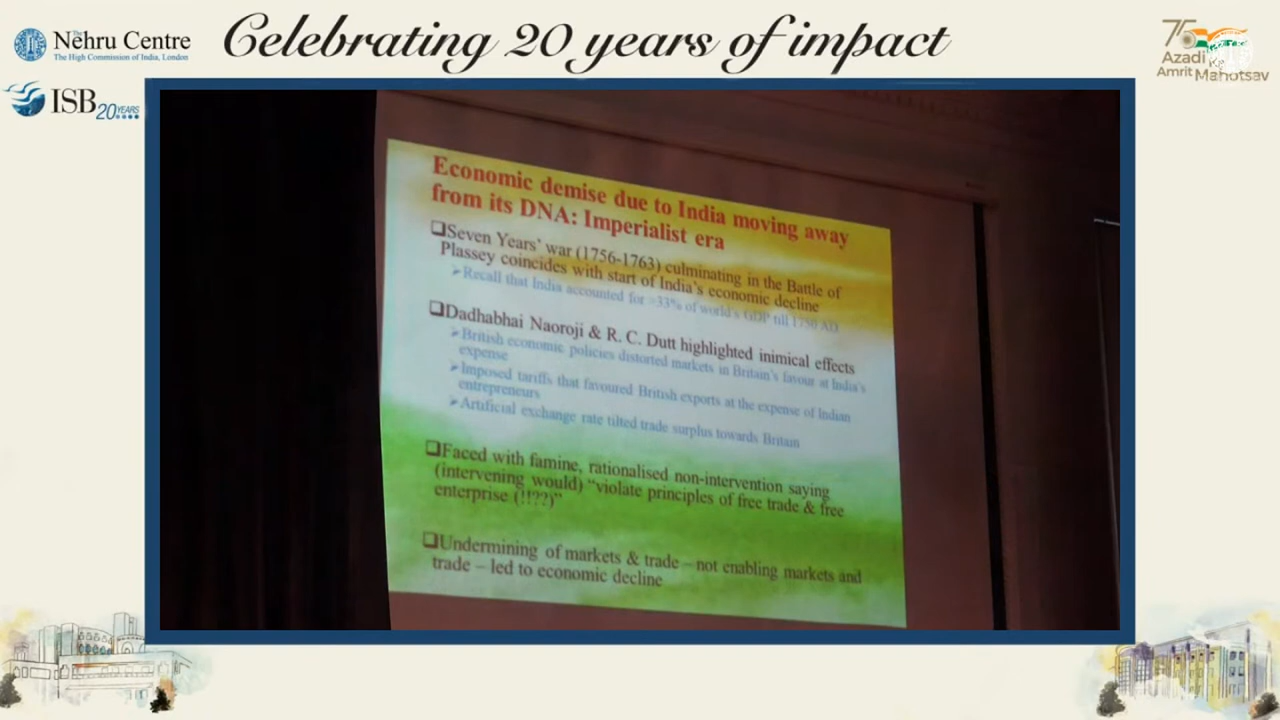 The
Nehru Centre
The High Commission of India, London
ISB 20 YEARS
Celebrating 20 years of impact
75
Azadi Ka
Amrit Mahotsav
Economic demise due to India moving away
from its DNA: Imperialist era
❑Seven Years' war (1756-1763) culminating in the Battle of
Plassey coincides with start of India's economic decline
➢Recall that India accounted for >33% of world's GDP till 1750 AD
❑Dadhabhai Naoroji & R. C. Dutt highlighted inimical effects
➢British economic policies distorted markets in Britain's favour at India's
expense
➢Imposed tariffs that favoured British exports at the expense of Indian
entrepreneurs
➢Artificial exchange rate tilted trade surplus towards Britain
❑Faced with famine, rationalised non-intervention saying
(intervening would) "violate principles of free trade & free
enterprise (!!??)"
❑Undermining of markets & trade – not enabling markets and
trade – led to economic decline